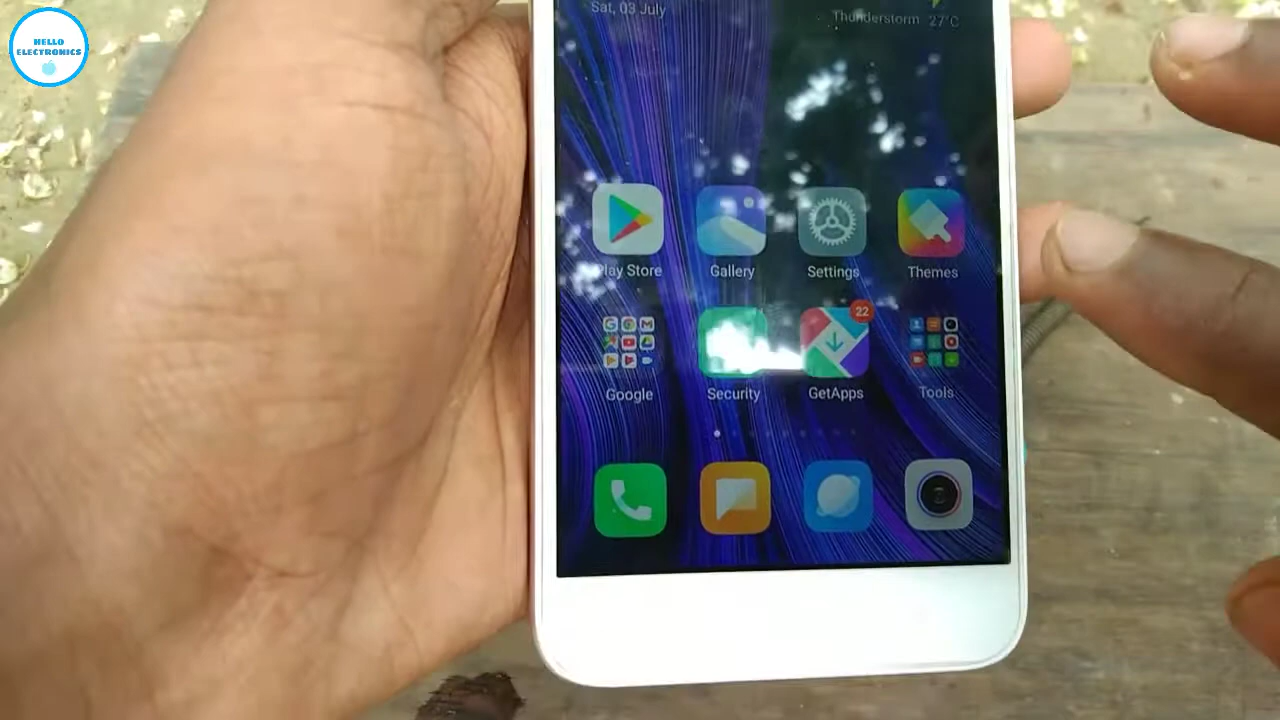 HELLO
ELECTRONICS
Sat, 03 July
Thunderstorm 27°C
Play Store
Gallery
Settings
Themes
22
Google
Security
GetApps
Tools